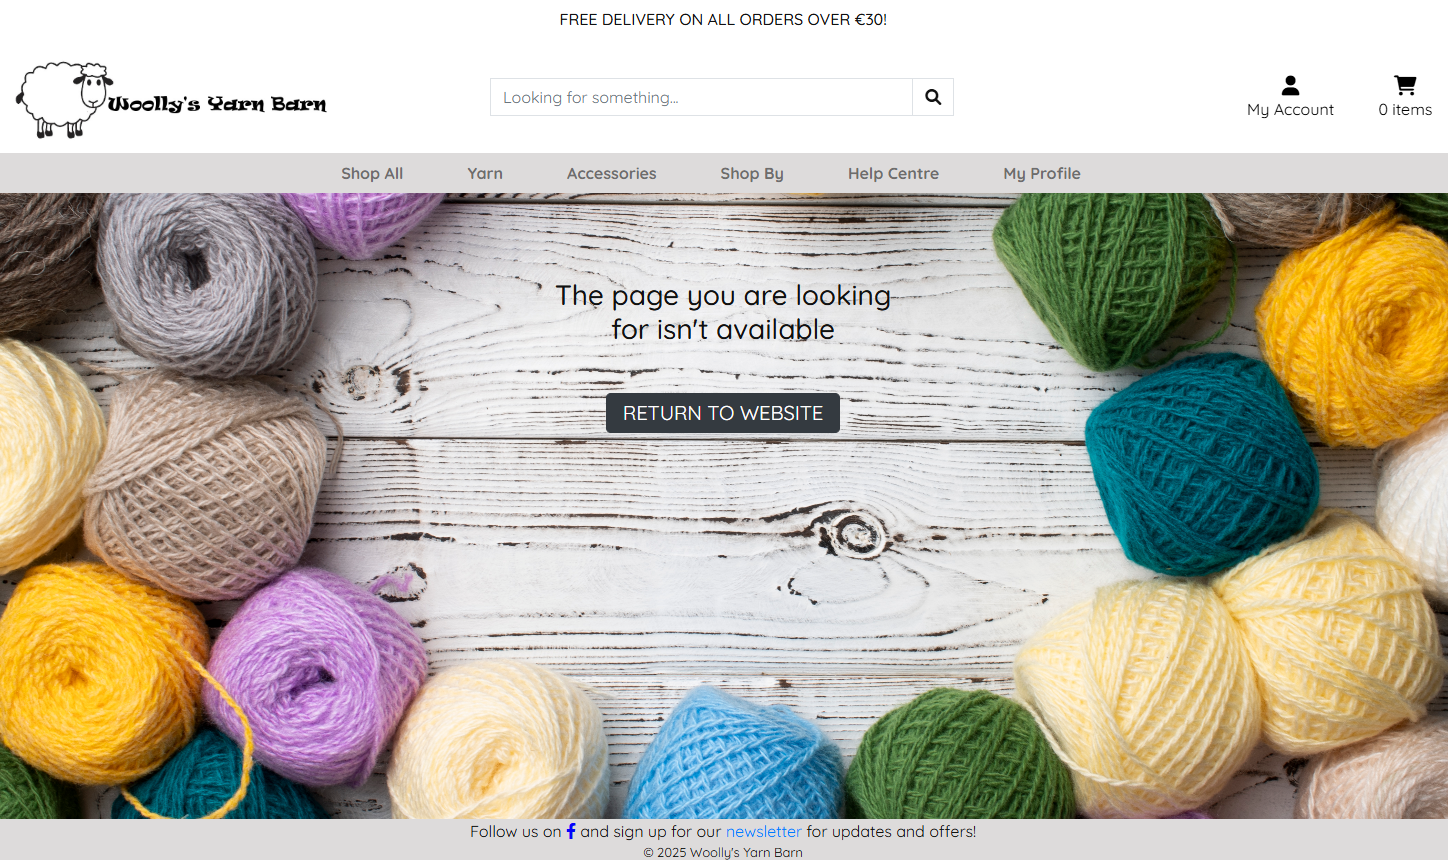 FREE DELIVERY ON ALL ORDERS OVER €30!
Woolly's Yarn Barn
Looking for something...
My Account
0 items
Shop All
Yarn
Accessories
Shop By
Help Centre
My Profile
The page you are looking
for isn't available
RETURN TO WEBSITE
Follow us on f and sign up for our newsletter for updates and offers!
© 2025 Woolly's Yarn Barn